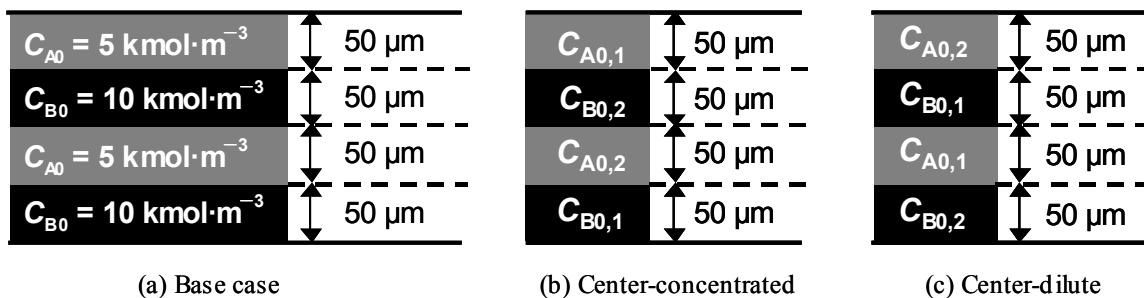 C_A0 = 5 kmol·m⁻³ 50 μm
C_B0 = 10 kmol·m⁻³ 50 μm
C_A0 = 5 kmol·m⁻³ 50 μm
C_B0 = 10 kmol·m⁻³ 50 μm
(a) Base case
C_A0,1 50 μm
C_B0,2 50 μm
C_A0,2 50 μm
C_B0,1 50 μm
(b) Center-concentrated
C_A0,2 50 μm
C_B0,1 50 μm
C_A0,1 50 μm
C_B0,2 50 μm
(c) Center-dilute